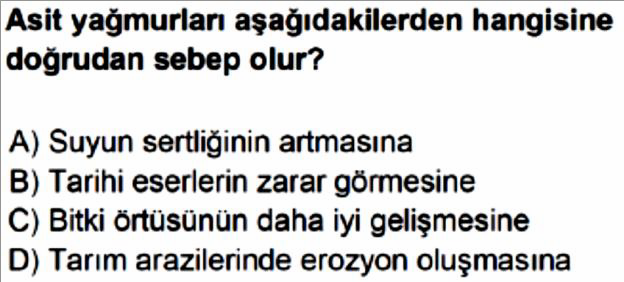 Asit yağmurları aşağıdakilerden hangisine
doğrudan sebep olur?
A) Suyun sertliğinin artmasına
B) Tarihi eserlerin zarar görmesine
C) Bitki örtüsünün daha iyi gelişmesine
D) Tarım arazilerinde erozyon oluşmasına